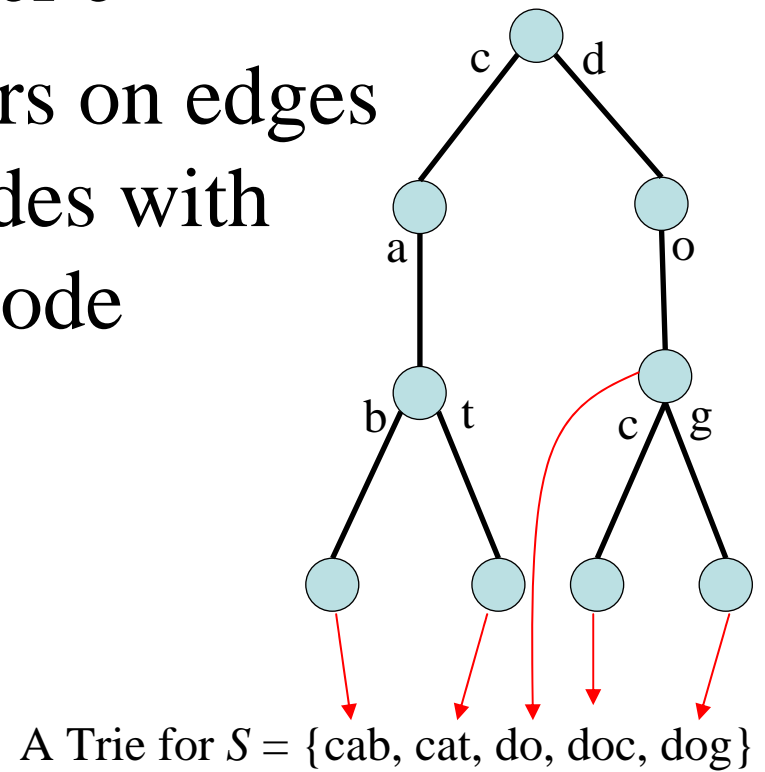 c d
rs on edges
des with
a o
ode
b t c g
A Trie for S = {cab, cat, do, doc, dog}